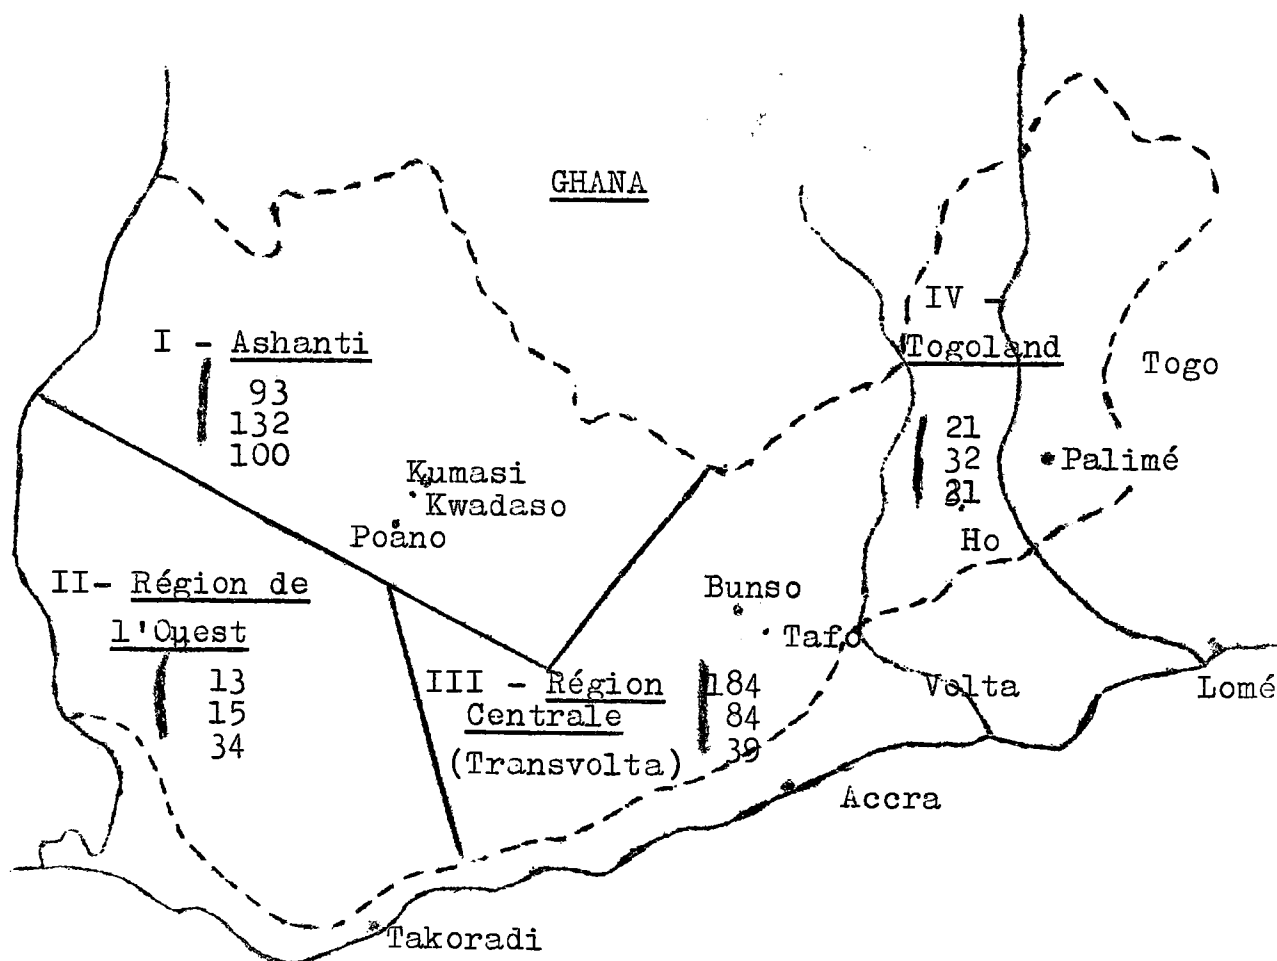 GHANA
I - Ashanti
93
132
100
Kumasi
Kwadaso
Poano
II- Région de
l'Ouest
13
15
34
III - Région
Centrale
(Transvolta)
184
84
39
Bunso
Tafo
IV -
Togoland
21
32
Togo
Palimé
Ho
Volta
Lomé
Accra
Takoradi